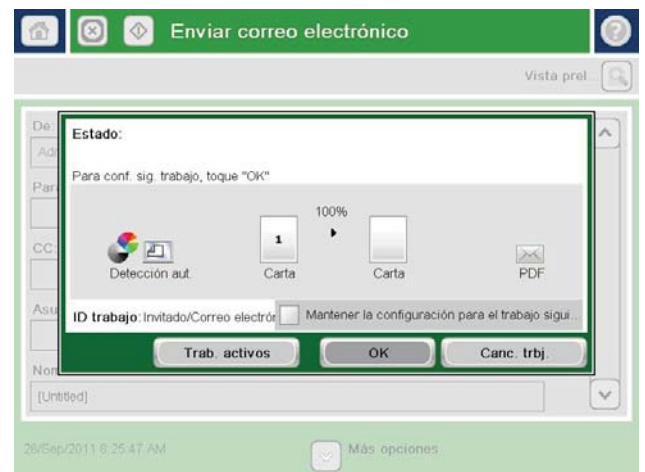 Enviar correo electrónico
Vista prel...
De:
Estado:
Para conf. sig. trabajo, toque "OK"
100%
1
Detección aut.
Carta
Carta
PDF
CC:
ID trabajo: Invitado/Correo electrór
Mantener la configuración para el trabajo sigui...
Trab. activos
OK
Canc. trbj.
[Untitled]
26/Sep/2011 6:25:47 AM
Más opciones